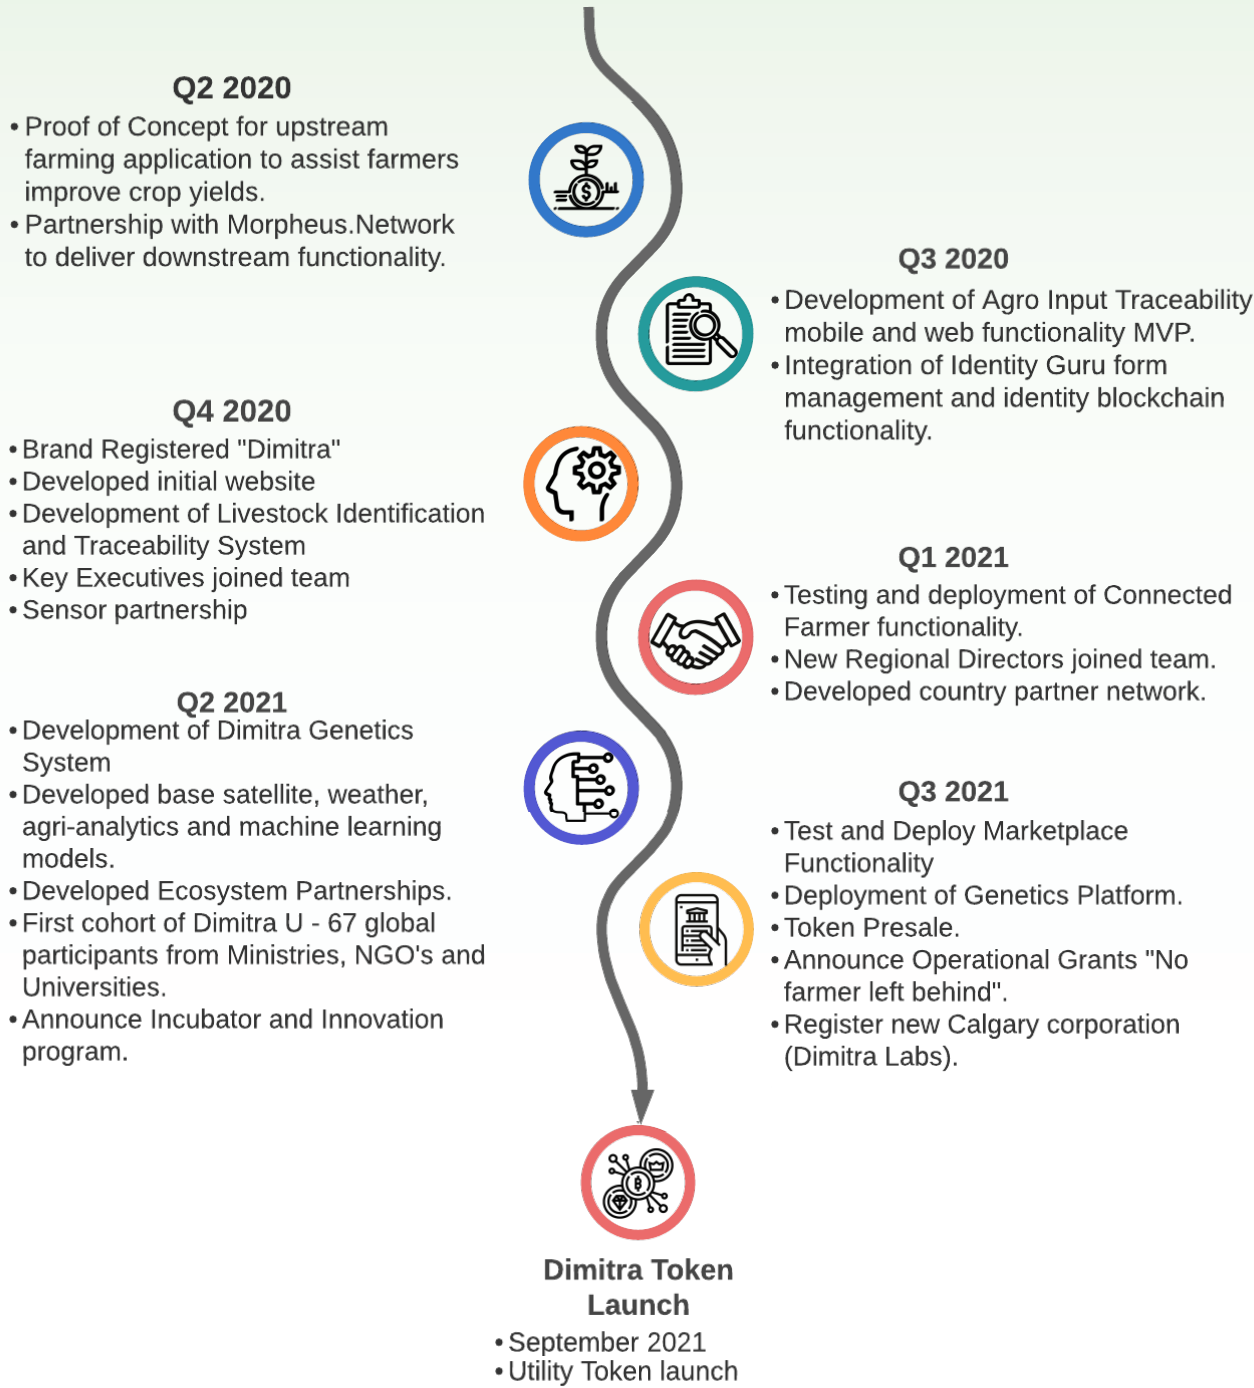 Q2 2020
• Proof of Concept for upstream
farming application to assist farmers
improve crop yields.
• Partnership with Morpheus.Network
to deliver downstream functionality.
Q3 2020
• Development of Agro Input Traceability
mobile and web functionality MVP.
• Integration of Identity Guru form
management and identity blockchain
functionality.
Q4 2020
• Brand Registered "Dimitra"
• Developed initial website
• Development of Livestock Identification
and Traceability System
• Key Executives joined team
• Sensor partnership
Q1 2021
• Testing and deployment of Connected
Farmer functionality.
• New Regional Directors joined team.
• Developed country partner network.
Q2 2021
• Development of Dimitra Genetics
System
• Developed base satellite, weather,
agri-analytics and machine learning
models.
• Developed Ecosystem Partnerships.
• First cohort of Dimitra U - 67 global
participants from Ministries, NGO's and
Universities.
• Announce Incubator and Innovation
program.
Q3 2021
• Test and Deploy Marketplace
Functionality
• Deployment of Genetics Platform.
• Token Presale.
• Announce Operational Grants "No
farmer left behind".
• Register new Calgary corporation
(Dimitra Labs).
Dimitra Token
Launch
• September 2021
• Utility Token launch